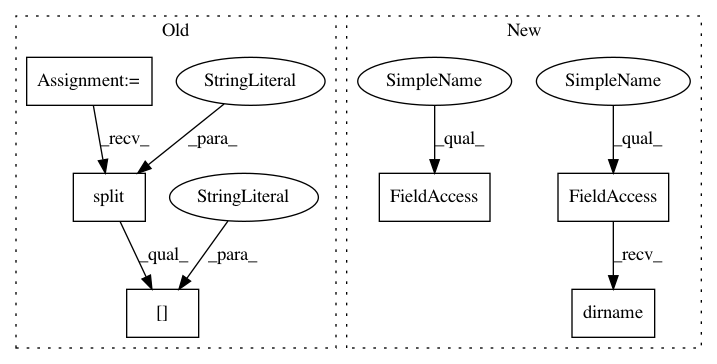 Old
New
Assignment:=
StringLiteral
SimpleName
SimpleName
_recv_
_para_
_qual_
_qual_
split
StringLiteral
FieldAccess
FieldAccess
_qual_
_para_
_recv_
[]
dirname